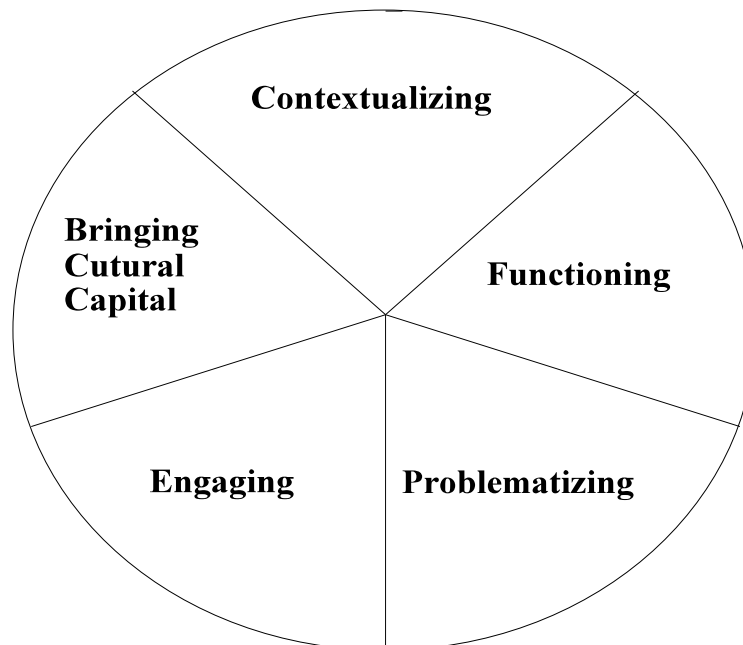 Contextualizing
Bringing
Cutural
Capital
Functioning
Engaging
Problematizing